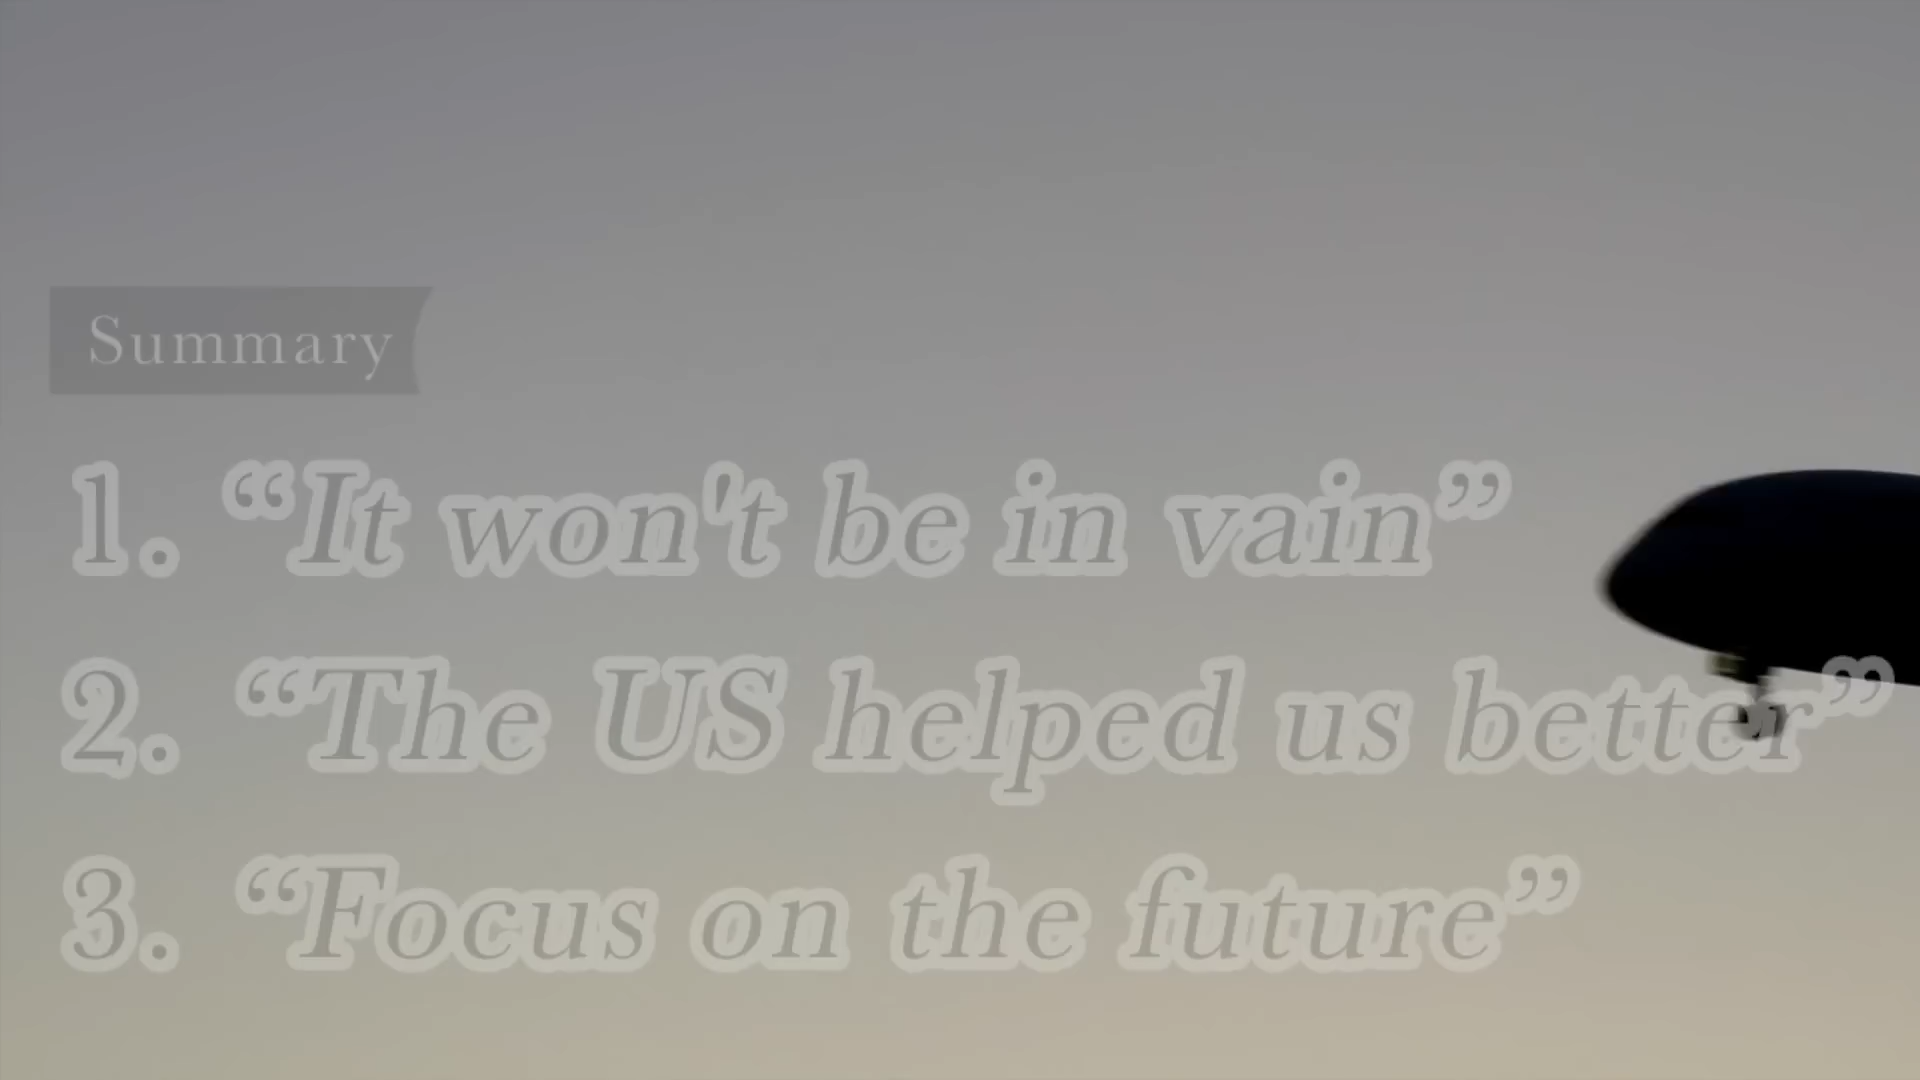 Summary
1. “It won't be in vain”
2. “The US helped us better”
3. “Focus on the future”